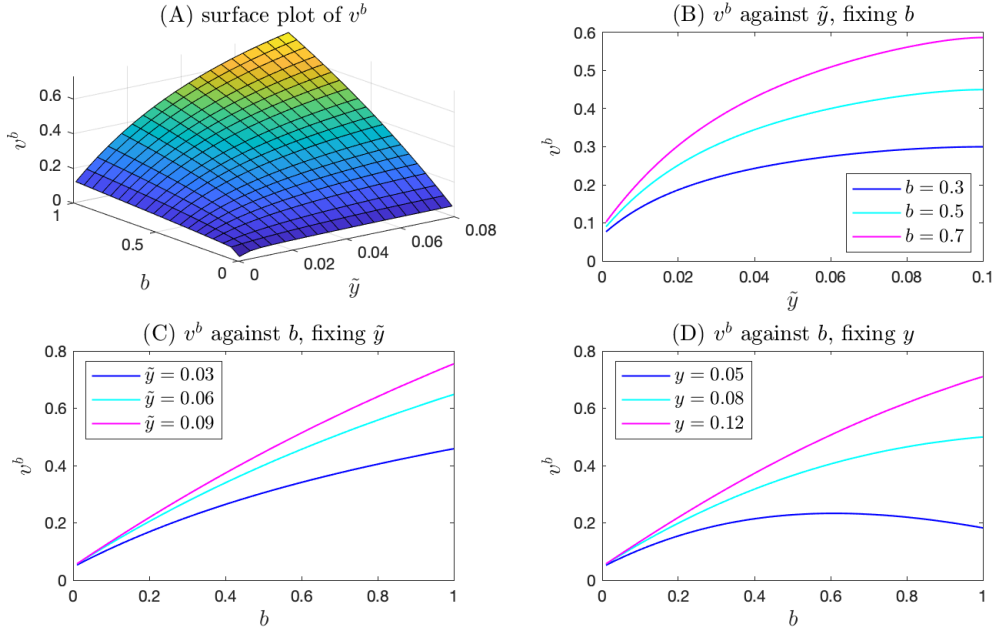 (A) surface plot of v^b
0.6
0.4
0.2
0
v^b
1
0.5
0
b
0
0.02
0.04
0.06
0.08
ỹ
(B) v^b against ỹ, fixing b
0.6
0.5
0.4
0.3
0.2
0.1
0
v^b
b = 0.3
b = 0.5
b = 0.7
0 0.02 0.04 0.06 0.08 0.1
ỹ
(C) v^b against b, fixing ỹ
0.8
0.6
0.4
0.2
0
v^b
ỹ = 0.03
ỹ = 0.06
ỹ = 0.09
0 0.2 0.4 0.6 0.8 1
b
(D) v^b against b, fixing y
0.8
0.6
0.4
0.2
0
v^b
y = 0.05
y = 0.08
y = 0.12
0 0.2 0.4 0.6 0.8 1
b